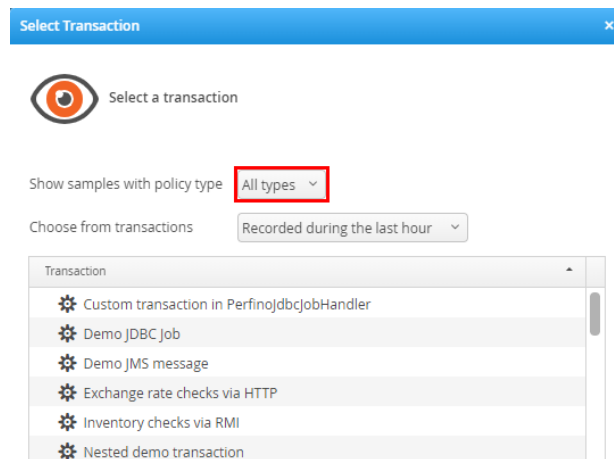 Select Transaction
Select a transaction
Show samples with policy type All types
Choose from transactions Recorded during the last hour
Transaction
Custom transaction in PerfinoJdbcJobHandler
Demo JDBC Job
Demo JMS message
Exchange rate checks via HTTP
Inventory checks via RMI
Nested demo transaction